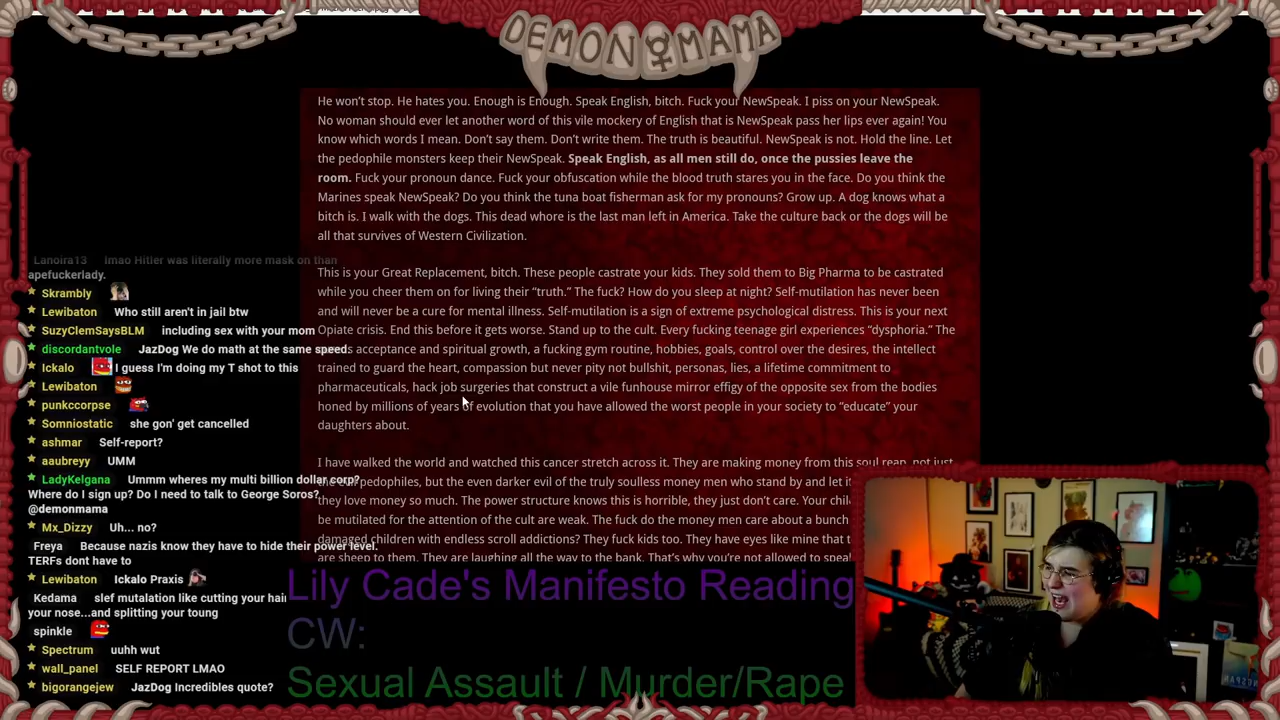 DEMON MAMA
He won't stop. He hates you. Enough is Enough. Speak English, bitch. Fuck your NewSpeak. I piss on your NewSpeak.
No woman should ever let another word of this vile mockery of English that is NewSpeak pass her lips ever again! You
know which words I mean. Don't say them. Don't write them. The truth is beautiful. NewSpeak is not. Hold the line. Let
the pedophile monsters keep their NewSpeak. Speak English, as all men still do, once the pussies leave the
room. Fuck your pronoun dance. Fuck your obfuscation while the blood truth stares you in the face. Do you think the
Marines speak NewSpeak? Do you think the tuna boat fisherman ask for my pronouns? Grow up. A dog knows what a
bitch is. I walk with the dogs. This dead whore is the last man left in America. Take the culture back or the dogs will be
all that survives of Western Civilization.
This is your Great Replacement, bitch. These people castrate your kids. They sold them to Big Pharma to be castrated
while you cheer them on for living their “truth.” The fuck? How do you sleep at night? Self-mutilation has never been
and will never be a cure for mental illness. Self-mutilation is a sign of extreme psychological distress. This is your next
Opiate crisis. End this before it gets worse. Stand up to the cult. Every fucking teenage girl experiences “dysphoria.” The
is acceptance and spiritual growth, a fucking gym routine, hobbies, goals, control over the desires, the intellect
trained to guard the heart, compassion but never pity not bullshit, personas, lies, a lifetime commitment to
pharmaceuticals, hack job surgeries that construct a vile funhouse mirror effigy of the opposite sex from the bodies
honed by millions of years of evolution that you have allowed the worst people in your society to “educate” your
daughters about.
I have walked the world and watched this cancer stretch across it. They are making money from this soul reap, not just
the pedophiles, but the even darker evil of the truly soulless money men who stand by and let i
they love money so much. The power structure knows this is horrible, they just don't care. Your chil
be mutilated for the attention of the cult are weak. The fuck do the money men care about a bunch
damaged children with endless scroll addictions? They fuck kids too. They have eyes like mine that t
are sheep to them. They are laughing all the way to the bank. That's why you're not allowed to speal
Lanoira13 lmao Hitler was literally more mask on than
apefuckerlady.
Skrambly
Lewibaton Who still aren't in jail btw
SuzyClemSaysBLM including sex with your mom
discordantvole JazDog We do math at the same speed.
Ickalo I guess I'm doing my T shot to this
Lewibaton
punkccorpse
Somniostatic she gon' get cancelled
ashmar Self-report?
aaubreyy UMM
LadyKelgana Ummm wheres my multi billion dollar corp?
Where do I sign up? Do I need to talk to George Soros?
@demonmama
Mx_Dizzy Uh... no?
Freya Because nazis know they have to hide their power level.
TERFs dont have to
Lewibaton Ickalo Praxis
Kedama slef mutalation like cutting your hair
your nose...and splitting your toung
spinkle
Spectrum uuhh wut
wall_panel SELF REPORT LMAO
bigorangejew JazDog Incredibles quote?
Lily Cade's Manifesto Reading
CW:
Sexual Assault / Murder/Rape